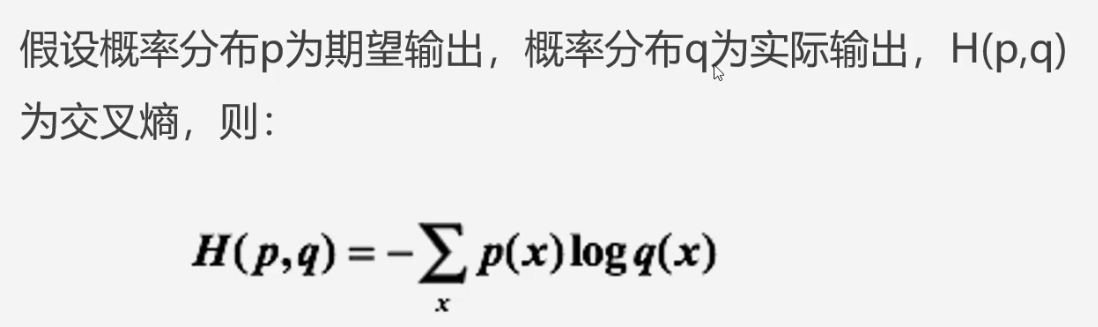 假设概率分布p为期望输出，概率分布q为实际输出，H(p,q)
为交叉熵，则：
H(p,q) = -∑ p(x) log q(x)
x